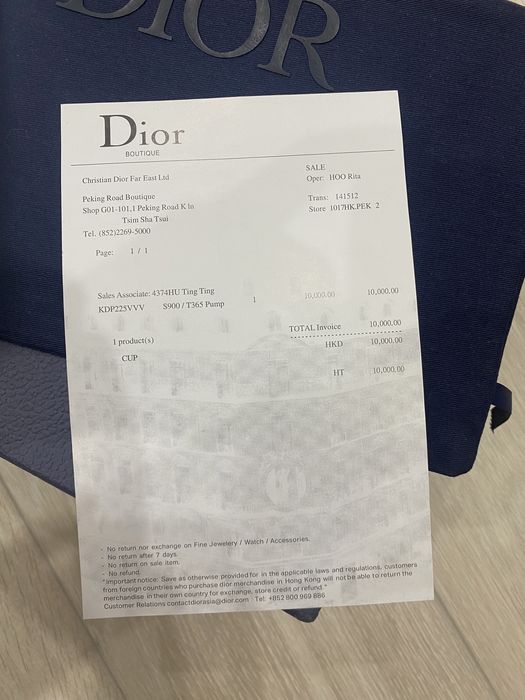 DIOR
Dior
BOUTIQUE
Christian Dior Far East Ltd
SALE
Oper: HOO Rita
Peking Road Boutique
Shop G01-101,1 Peking Road K ln
Tsim Sha Tsui
Tel. (852)2269-5000
Trans: 141512
Store 1017HK.PEK 2
Page: 1 / 1
Sales Associate: 4374HU Ting Ting
KDP225VVV S900 / T365 Pump 1 10,000.00 10,000.00
TOTAL Invoice 10,000.00
1 product(s) HKD 10,000.00
CUP
HT 10,000.00
- No return nor exchange on Fine Jewelery / Watch / Accessories.
- No return after 7 days.
- No return on sale item.
- No refund.
"Important notice: Save as otherwise provided for in the applicable laws and regulations, customers
from foreign countries who purchase dior merchandise in Hong Kong will not be able to return the
merchandise in their own country for exchange, store credit or refund."
Customer Relations contactdiorasia@dior.com Tel: +852 800 969 886